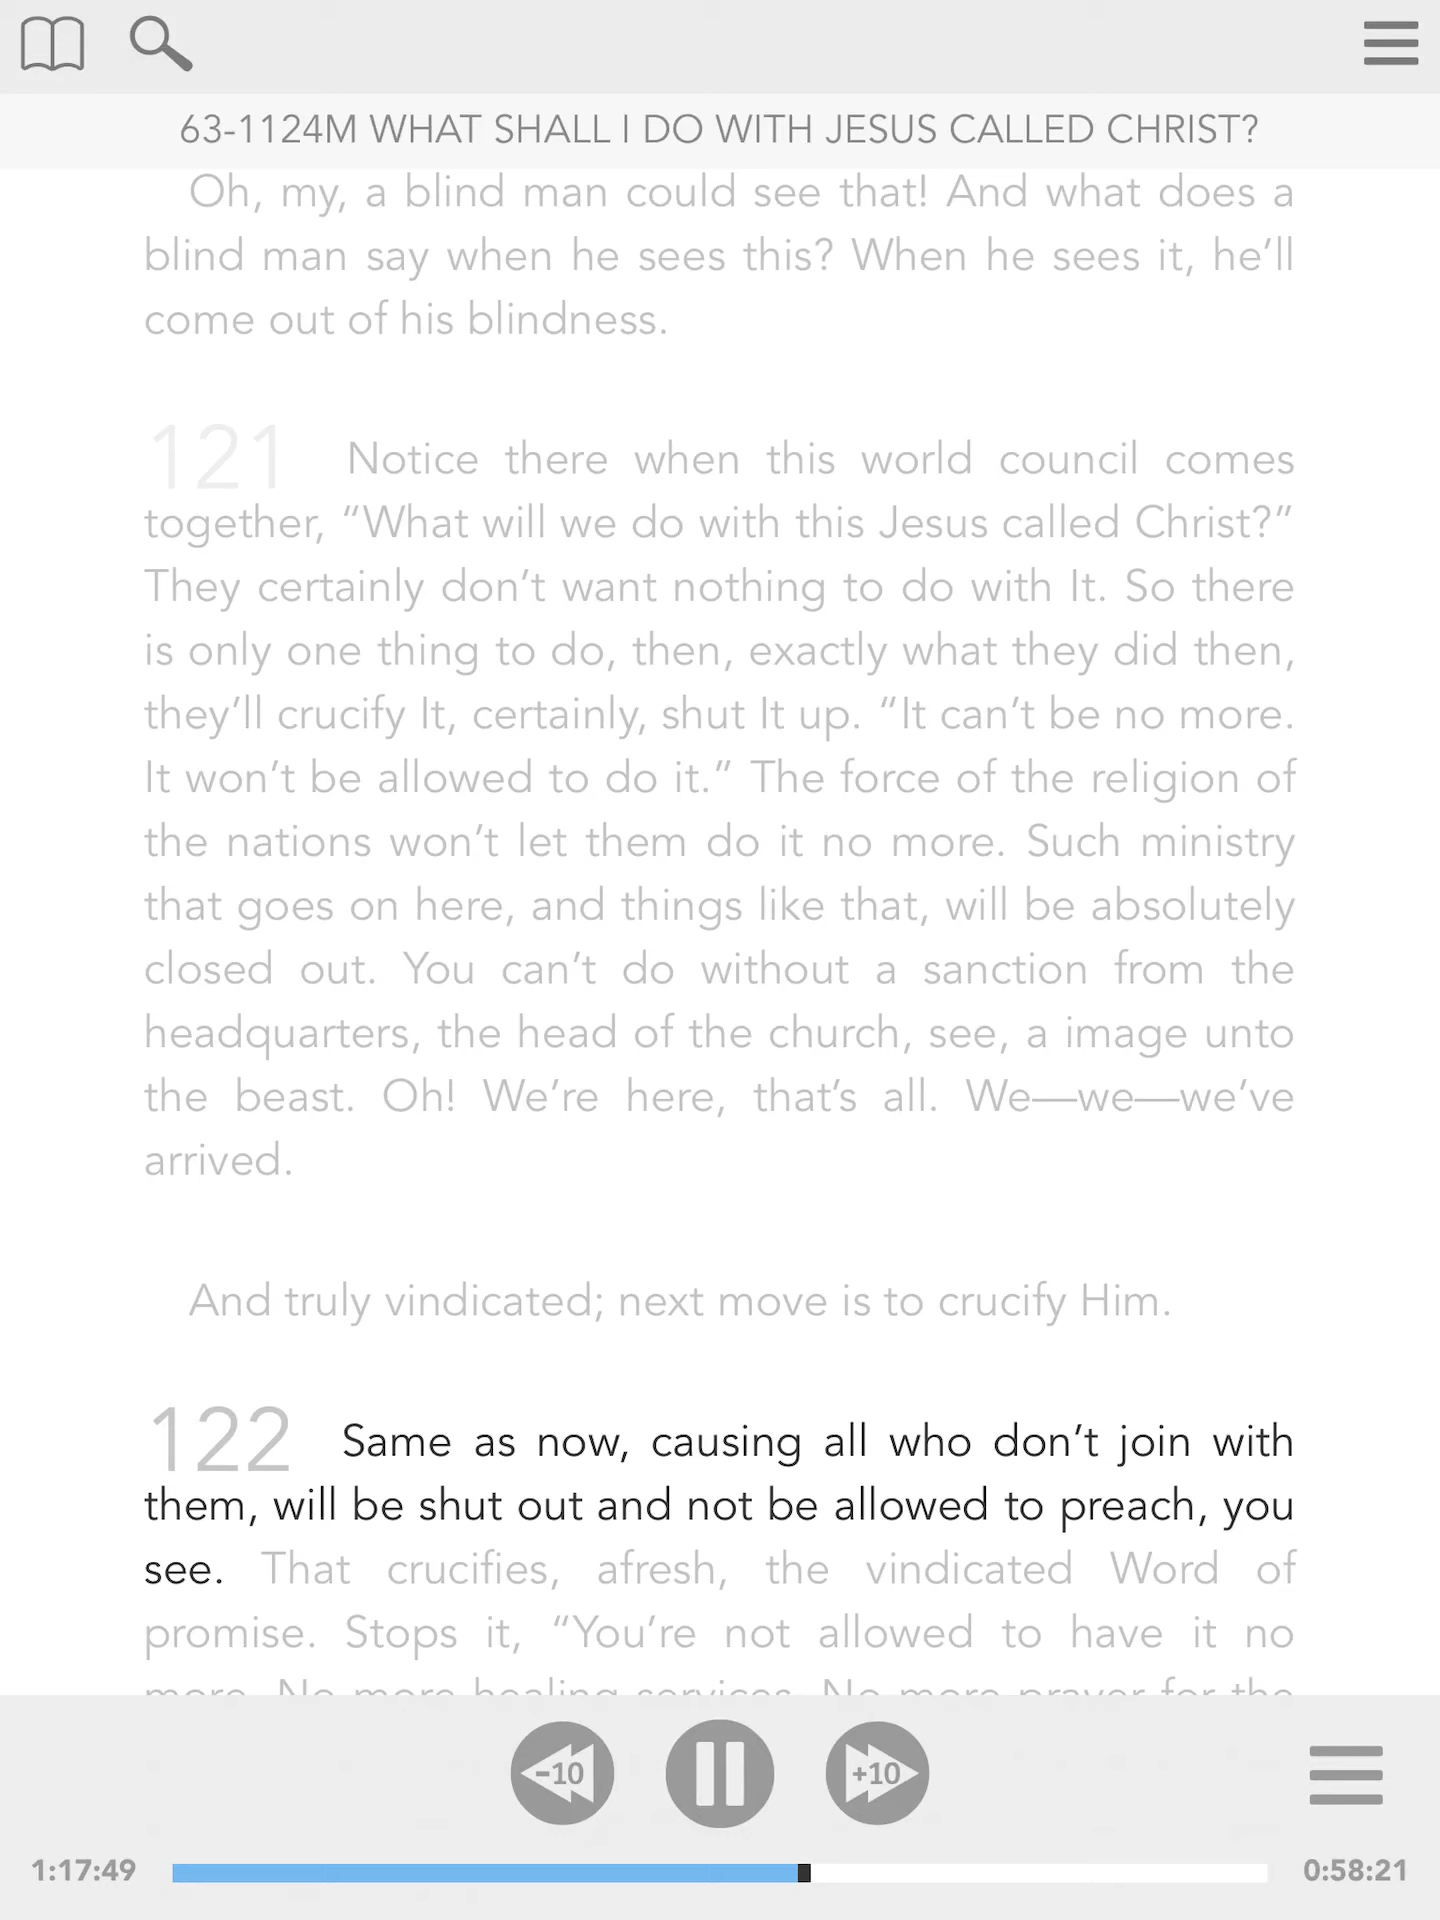 63-1124M WHAT SHALL I DO WITH JESUS CALLED CHRIST?
Oh, my, a blind man could see that! And what does a
blind man say when he sees this? When he sees it, he’ll
come out of his blindness.
121 Notice there when this world council comes
together, “What will we do with this Jesus called Christ?”
They certainly don’t want nothing to do with It. So there
is only one thing to do, then, exactly what they did then,
they’ll crucify It, certainly, shut It up. “It can’t be no more.
It won’t be allowed to do it.” The force of the religion of
the nations won’t let them do it no more. Such ministry
that goes on here, and things like that, will be absolutely
closed out. You can’t do without a sanction from the
headquarters, the head of the church, see, a image unto
the beast. Oh! We’re here, that’s all. We—we—we’ve
arrived.
And truly vindicated; next move is to crucify Him.
122 Same as now, causing all who don’t join with
them, will be shut out and not be allowed to preach, you
see. That crucifies, afresh, the vindicated Word of
promise. Stops it, “You’re not allowed to have it no
more. No more healing services. No more prayer for the
-10 +10
1:17:49 0:58:21